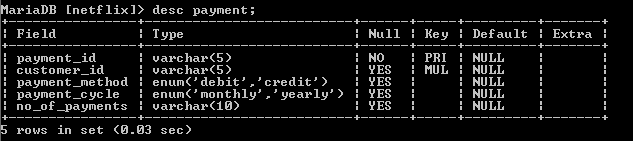 MariaDB [netflix]> desc payment;
+----------------+--------------------------+------+-----+---------+-------+
| Field          | Type                     | Null | Key | Default | Extra |
+----------------+--------------------------+------+-----+---------+-------+
| payment_id     | varchar(5)               | NO   | PRI | NULL    |       |
| customer_id    | varchar(5)               | YES  | MUL | NULL    |       |
| payment_method | enum('debit','credit')   | YES  |     | NULL    |       |
| payment_cycle  | enum('monthly','yearly') | YES  |     | NULL    |       |
| no_of_payments | varchar(10)              | YES  |     | NULL    |       |
+----------------+--------------------------+------+-----+---------+-------+
5 rows in set (0.03 sec)